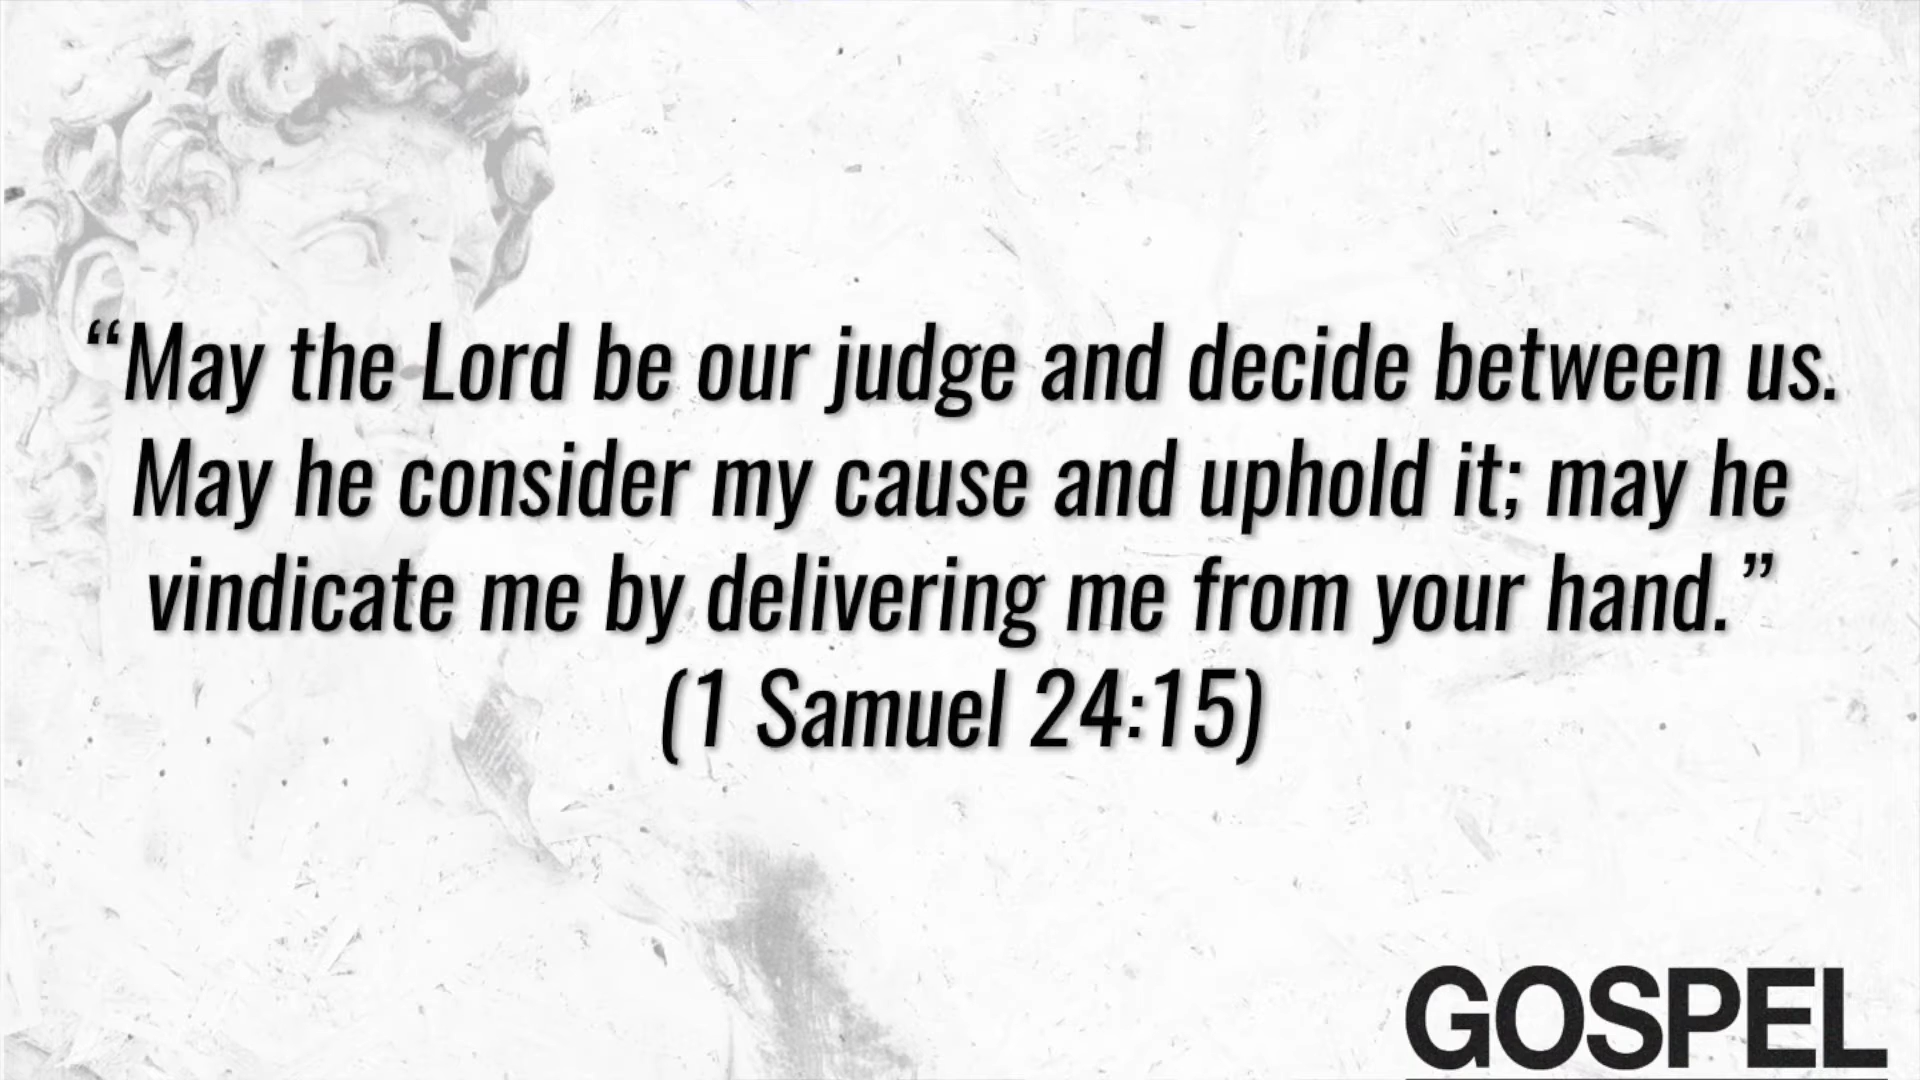 “May the Lord be our judge and decide between us.
May he consider my cause and uphold it; may he
vindicate me by delivering me from your hand.”
(1 Samuel 24:15)
GOSPEL